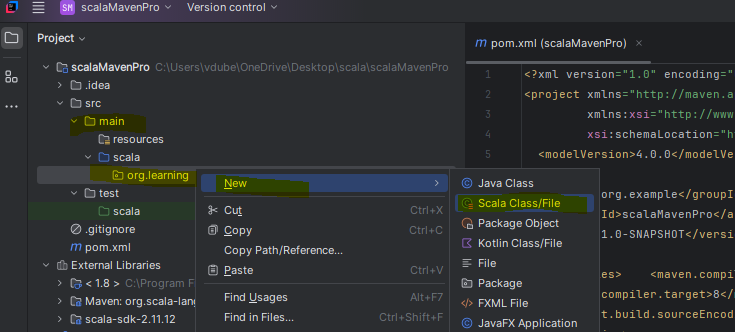 SM scalaMavenPro Version control
Project
scalaMavenPro C:\Users\vdube\OneDrive\Desktop\scala\scalaMavenPro
.idea
src
main
resources
scala
org.learning
test
scala
.gitignore
pom.xml
External Libraries
< 1.8 > C:\Program F
Maven: org.scala-lang
scala-sdk-2.11.12
New
Cut Ctrl+X
Copy Ctrl+C
Copy Path/Reference...
Paste Ctrl+V
Find Usages Alt+F7
Find in Files... Ctrl+Shift+F
Java Class
Scala Class/File
Package Object
Kotlin Class/File
File
Package
FXML File
JavaFX Application
pom.xml (scalaMavenPro)
1 <?xml version="1.0" encoding="
2 <project xmlns="http://maven.a
3 xmlns:xsi="http://www
4 xsi:schemaLocation="h
5 <modelVersion>4.0.0</modelVe
org.example</groupI
Id>scalaMavenPro</a
1.0-SNAPSHOT</versi
es> <maven.compil
compiler.target>8</
t.build.sourceEncod